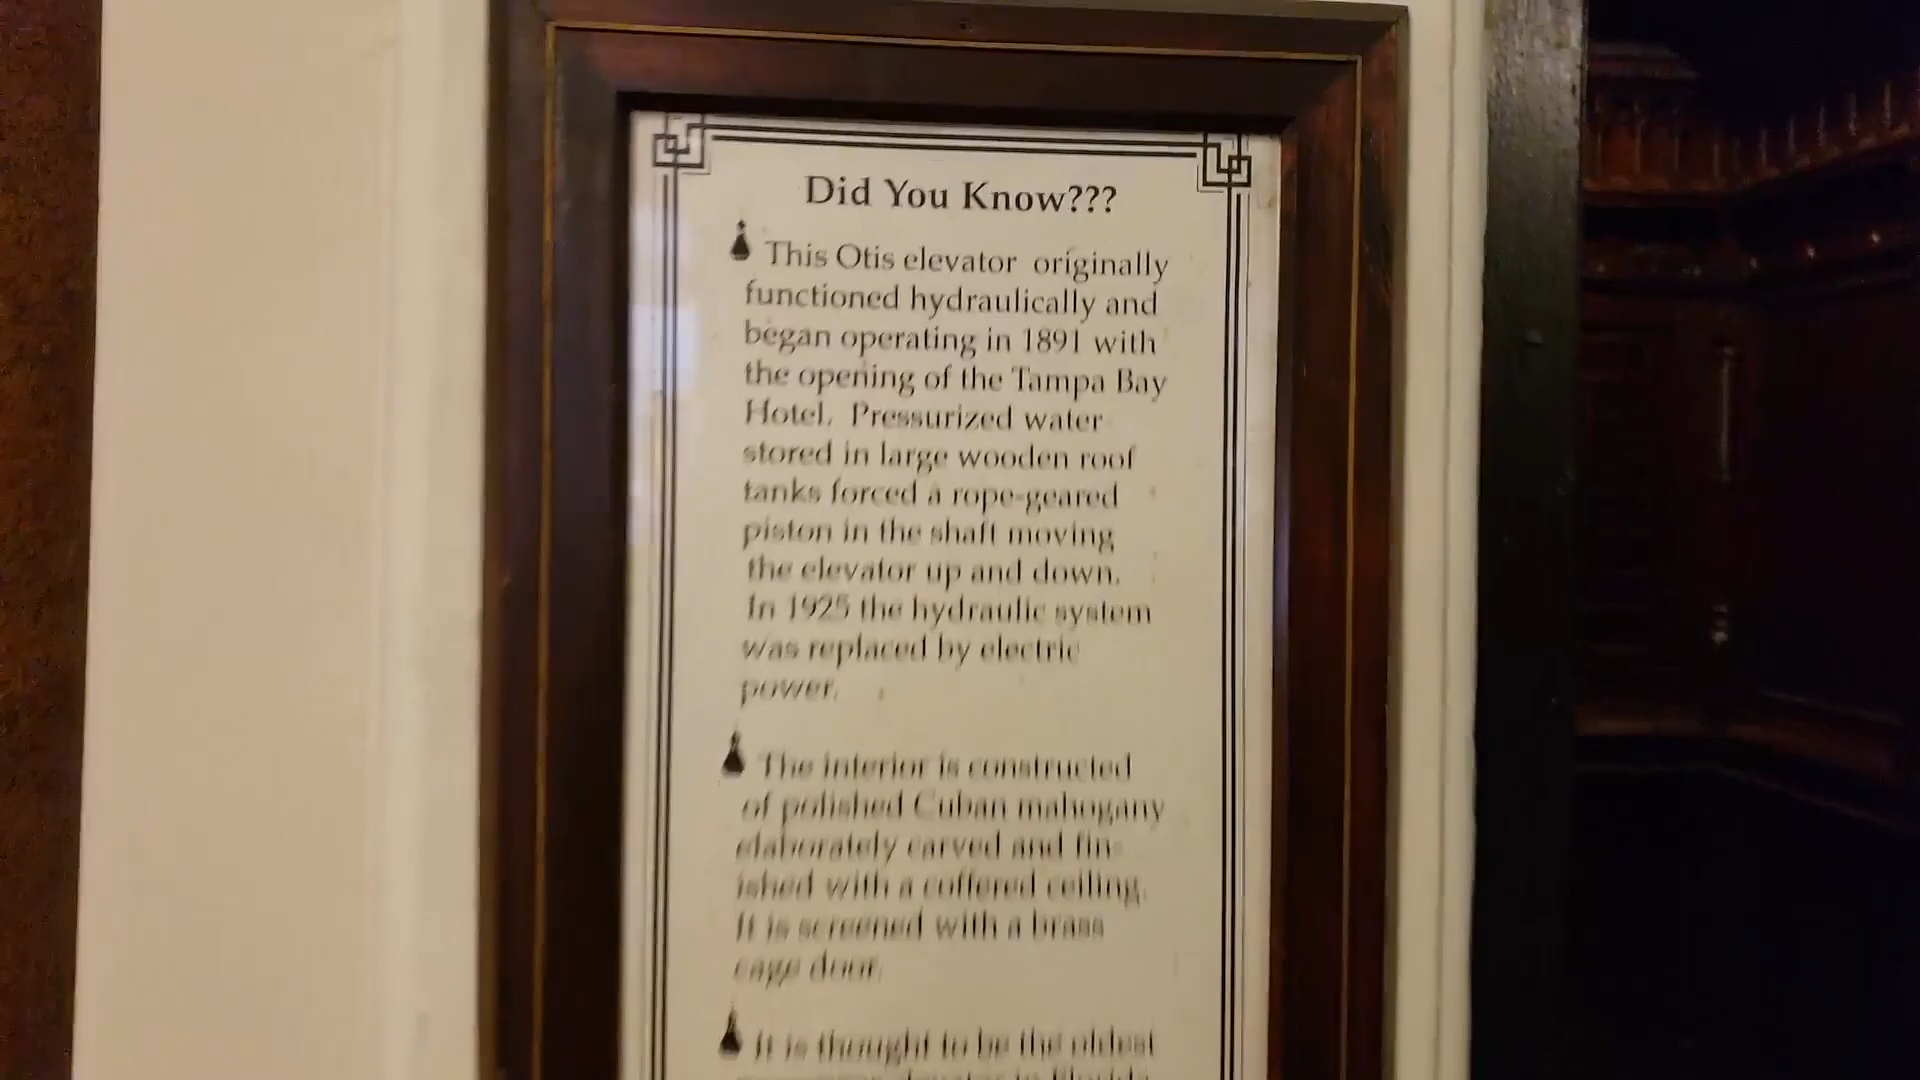 Did You Know???
This Otis elevator originally
functioned hydraulically and
began operating in 1891 with
the opening of the Tampa Bay
Hotel. Pressurized water
stored in large wooden roof
tanks forced a rope-geared
piston in the shaft moving
the elevator up and down.
In 1925 the hydraulic system
was replaced by electric
power.
The interior is constructed
of polished Cuban mahogany
elaborately carved and fin-
ished with a coffered ceiling.
It is screened with a brass
cage door.
It is thought to be the oldest